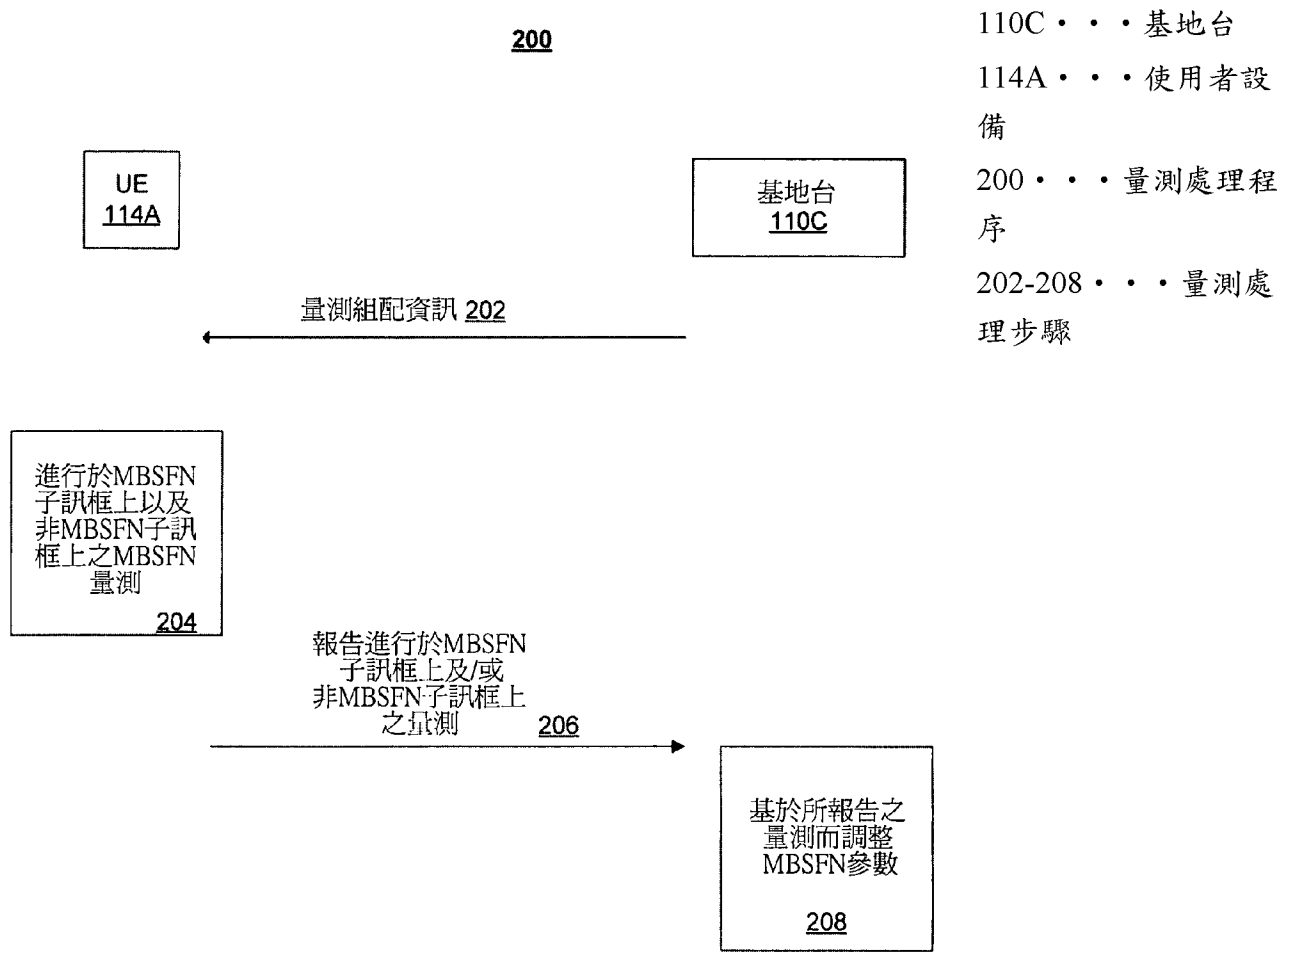 200
UE
114A
基地台
110C
量測組配資訊 202
進行於MBSFN
子訊框上以及
非MBSFN子訊
框上之MBSFN
量測
204
報告進行於MBSFN
子訊框上及/或
非MBSFN子訊框上
之量測 206
基於所報告之
量測而調整
MBSFN參數
208
110C・・・基地台
114A・・・使用者設
備
200・・・量測處理程
序
202-208・・・量測處
理步驟